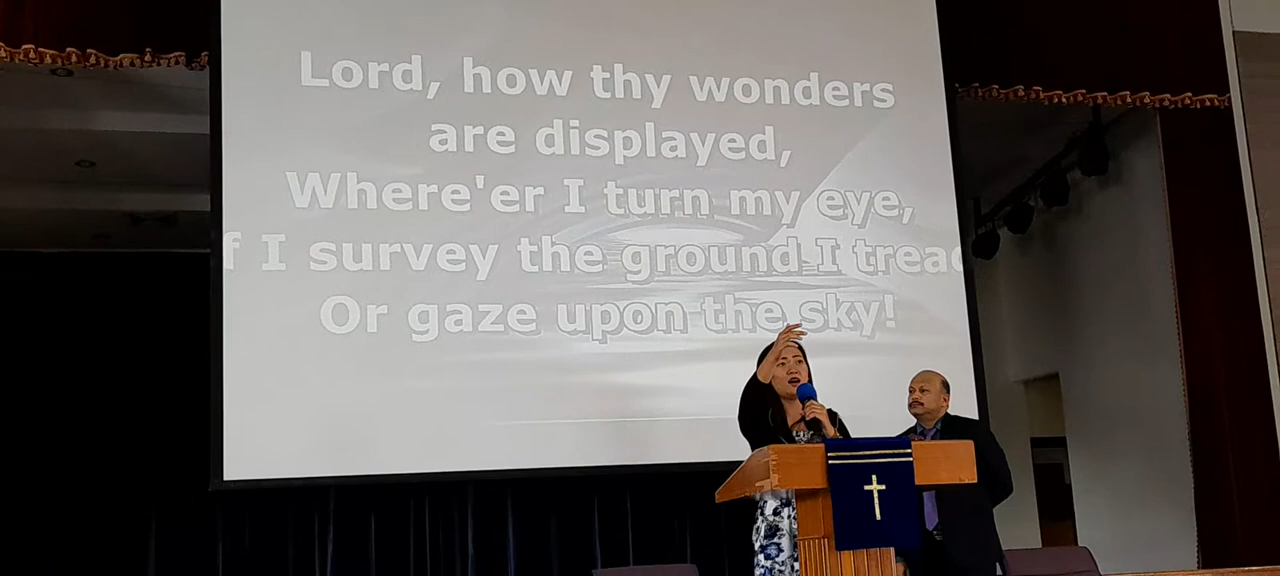 Lord, how thy wonders
are displayed,
Where'er I turn my eye,
f I survey the ground I trea
Or gaze upon the sky!